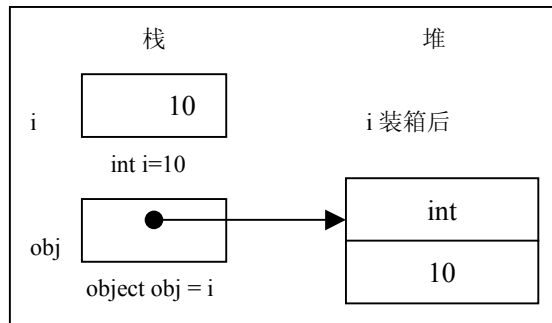 栈 堆
10
i i 装箱后
int i=10
int
obj
10
object obj = i